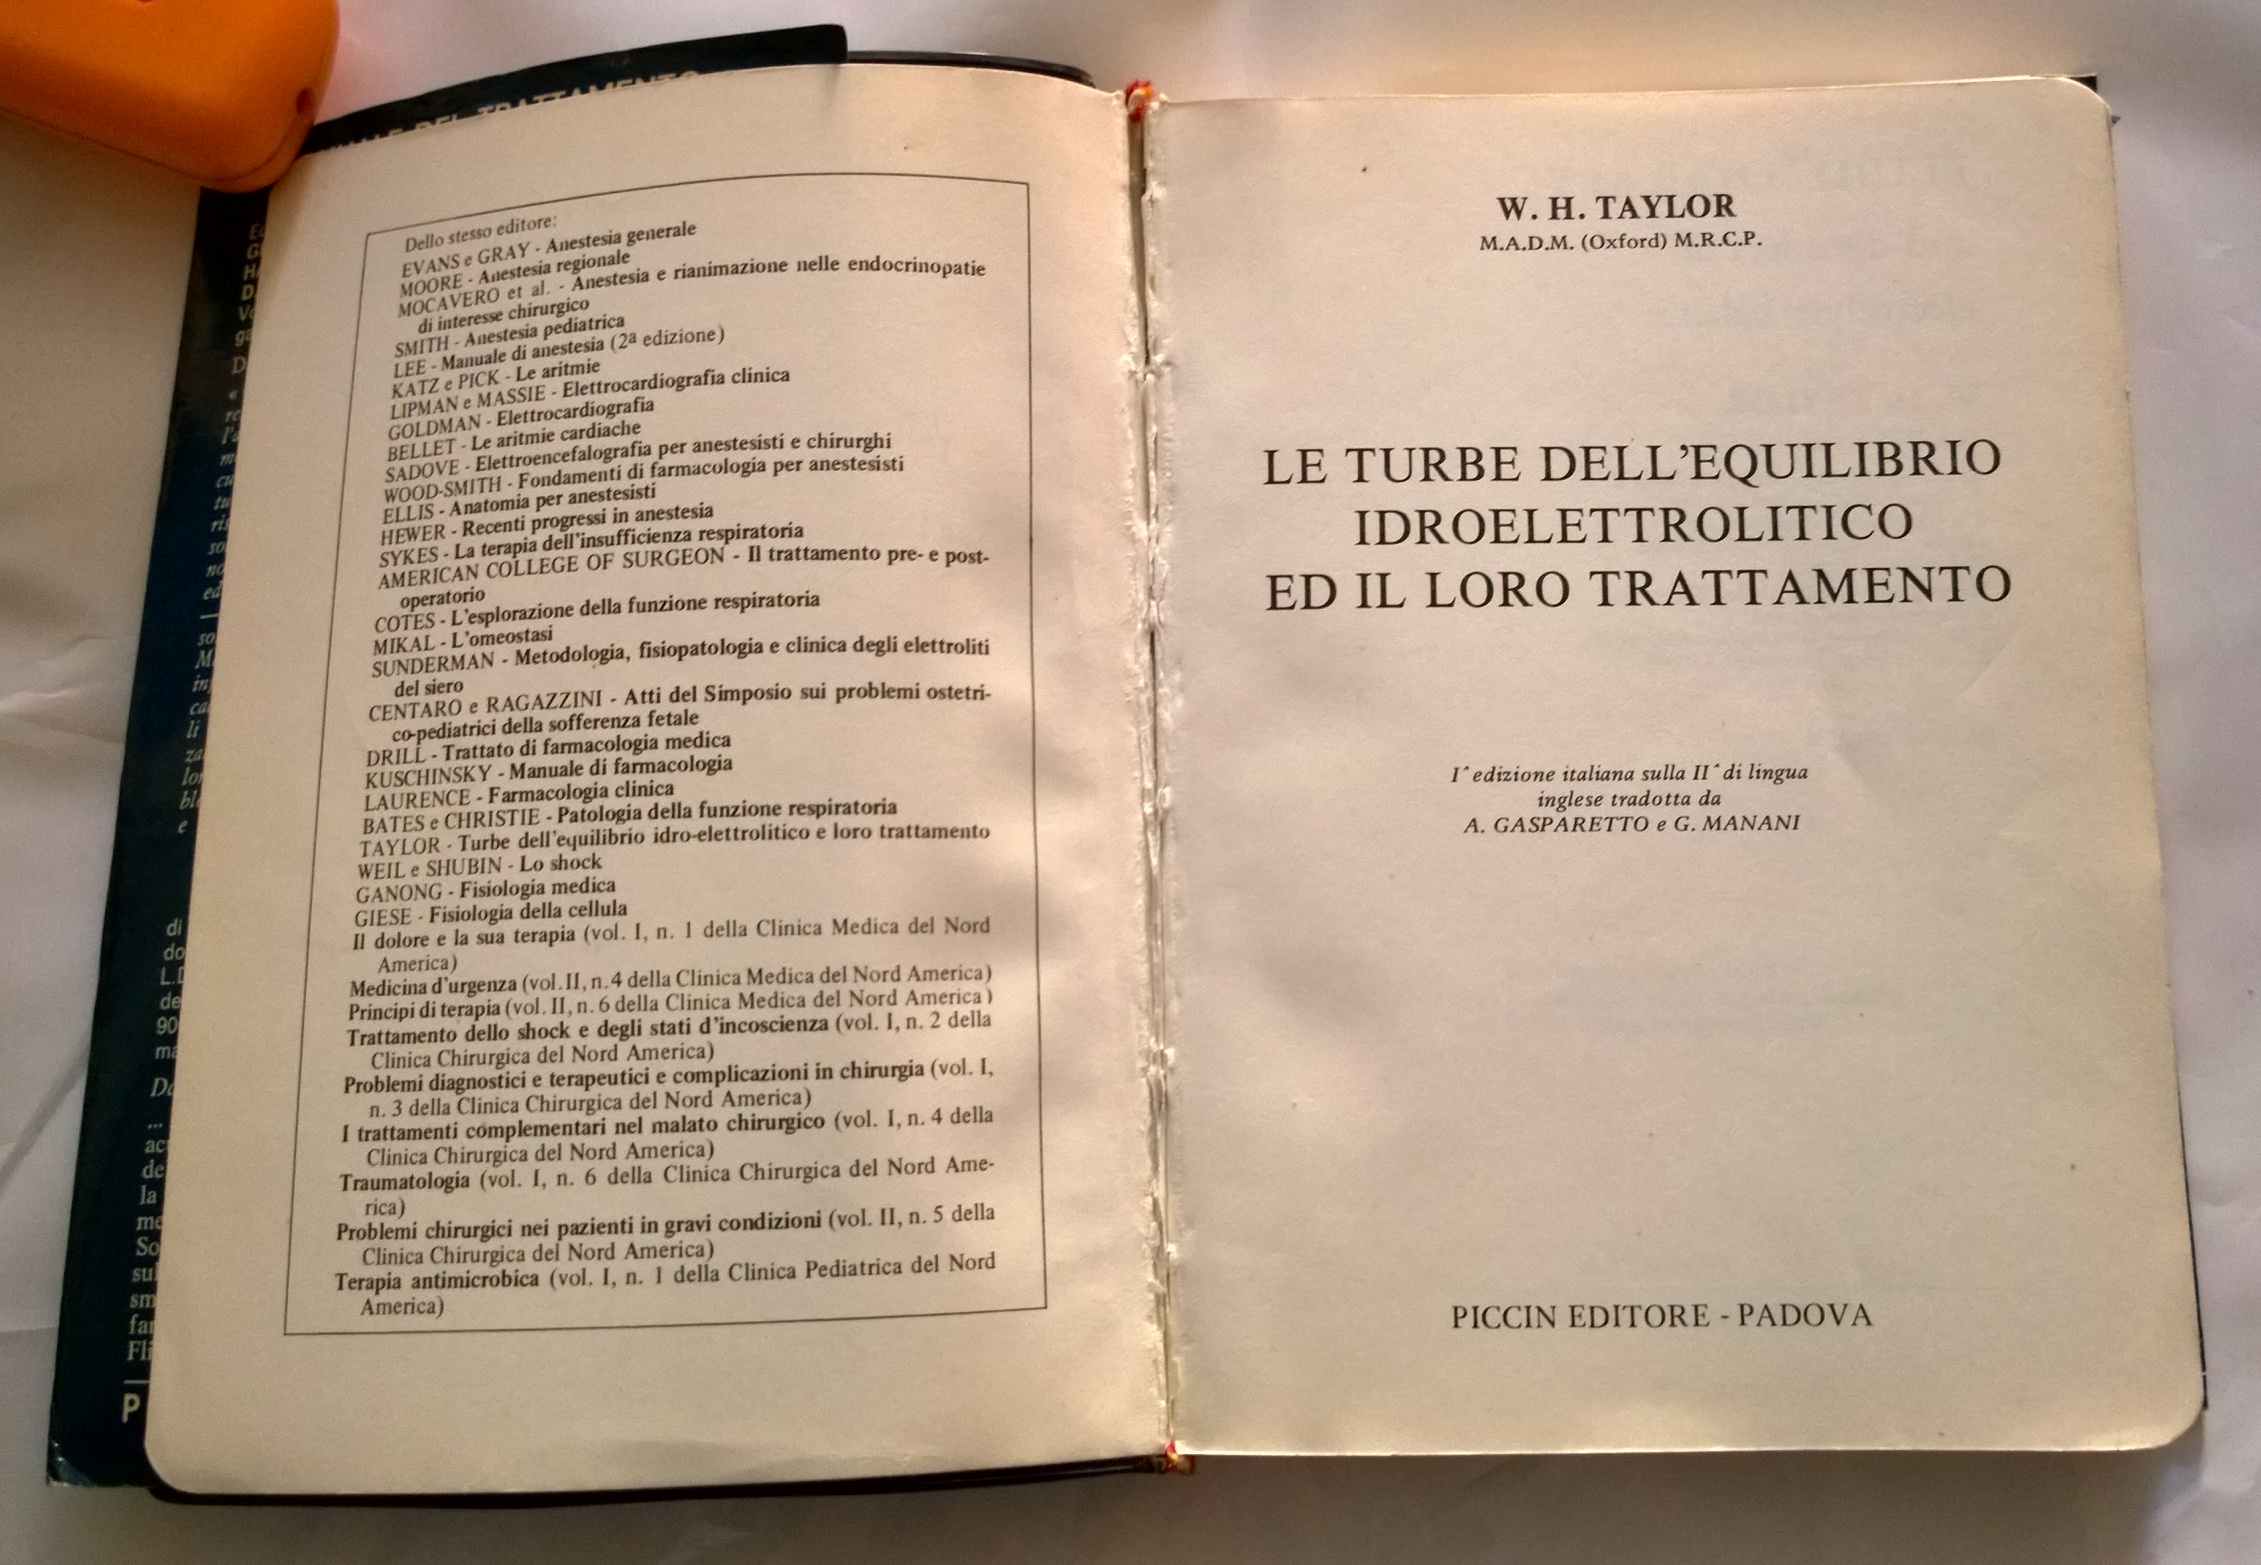 DEL TRATTAMENTO
Dello stesso editore:
EVANS e GRAY - Anestesia generale
MOORE - Anestesia regionale
MOCAVERO et al. - Anestesia e rianimazione nelle endocrinopatie
di interesse chirurgico
SMITH - Anestesia pediatrica
LEE - Manuale di anestesia (2ª edizione)
KATZ e PICK - Le aritmie
LIPMAN e MASSIE - Elettrocardiografia clinica
GOLDMAN - Elettrocardiografia
BELLET - Le aritmie cardiache
SADOVE - Elettroencefalografia per anestesisti e chirurghi
WOOD-SMITH - Fondamenti di farmacologia per anestesisti
ELLIS - Anatomia per anestesisti
HEWER - Recenti progressi in anestesia
SYKES - La terapia dell'insufficienza respiratoria
AMERICAN COLLEGE OF SURGEON - Il trattamento pre- e post-
operatorio
COTES - L'esplorazione della funzione respiratoria
MIKAL - L'omeostasi
SUNDERMAN - Metodologia, fisiopatologia e clinica degli elettroliti
del siero
CENTARO e RAGAZZINI - Atti del Simposio sui problemi ostetri-
co-pediatrici della sofferenza fetale
DRILL - Trattato di farmacologia medica
KUSCHINSKY - Manuale di farmacologia
LAURENCE - Farmacologia clinica
BATES e CHRISTIE - Patologia della funzione respiratoria
TAYLOR - Turbe dell'equilibrio idro-elettrolitico e loro trattamento
WEIL e SHUBIN - Lo shock
GANONG - Fisiologia medica
GIESE - Fisiologia della cellula
Il dolore e la sua terapia (vol. I, n. 1 della Clinica Medica del Nord
America)
Medicina d'urgenza (vol. II, n. 4 della Clinica Medica del Nord America)
Principi di terapia (vol. II, n. 6 della Clinica Medica del Nord America)
Trattamento dello shock e degli stati d'incoscienza (vol. I, n. 2 della
Clinica Chirurgica del Nord America)
Problemi diagnostici e terapeutici e complicazioni in chirurgia (vol. I,
n. 3 della Clinica Chirurgica del Nord America)
I trattamenti complementari nel malato chirurgico (vol. I, n. 4 della
Clinica Chirurgica del Nord America)
Traumatologia (vol. I, n. 6 della Clinica Chirurgica del Nord Ame-
rica)
Problemi chirurgici nei pazienti in gravi condizioni (vol. II, n. 5 della
Clinica Chirurgica del Nord America)
Terapia antimicrobica (vol. I, n. 1 della Clinica Pediatrica del Nord
America)
W. H. TAYLOR
M.A.D.M. (Oxford) M.R.C.P.
LE TURBE DELL'EQUILIBRIO
IDROELETTROLITICO
ED IL LORO TRATTAMENTO
I^ edizione italiana sulla II^ di lingua
inglese tradotta da
A. GASPARETTO e G. MANANI
PICCIN EDITORE - PADOVA